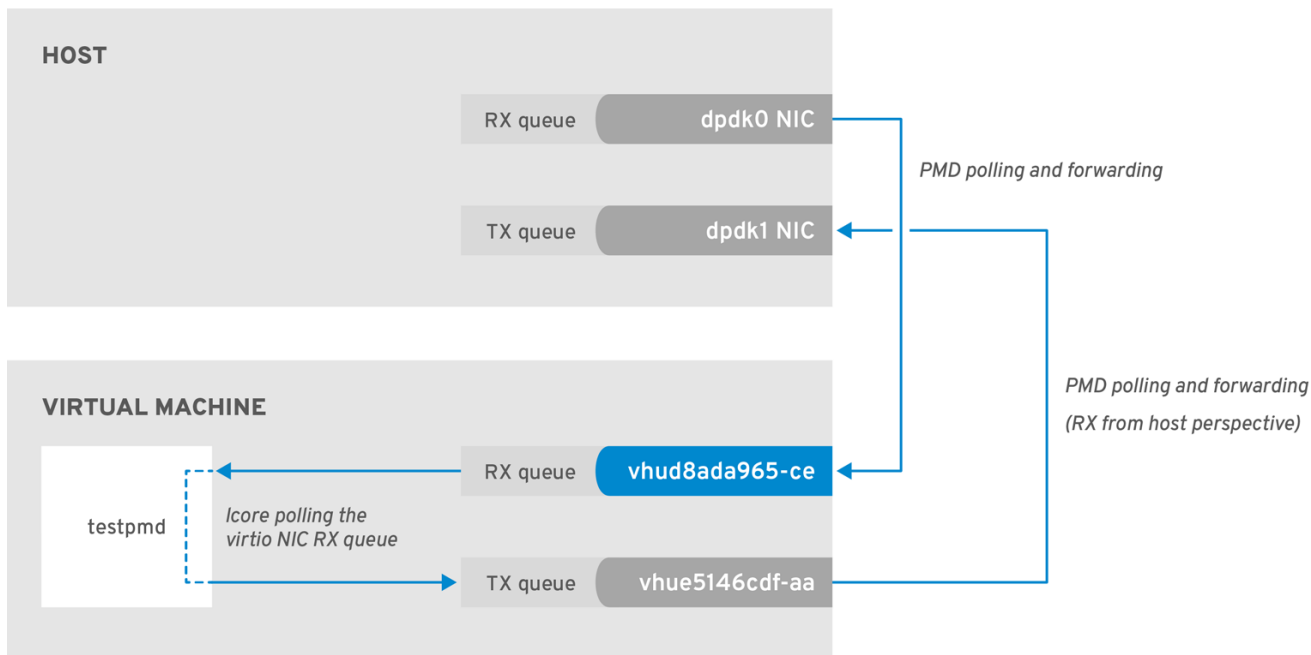 HOST
RX queue
dpdk0 NIC
PMD polling and forwarding
TX queue
dpdk1 NIC
PMD polling and forwarding
(RX from host perspective)
VIRTUAL MACHINE
RX queue
vhud8ada965-ce
testpmd
lcore polling the
virtio NIC RX queue
TX queue
vhue5146cdf-aa